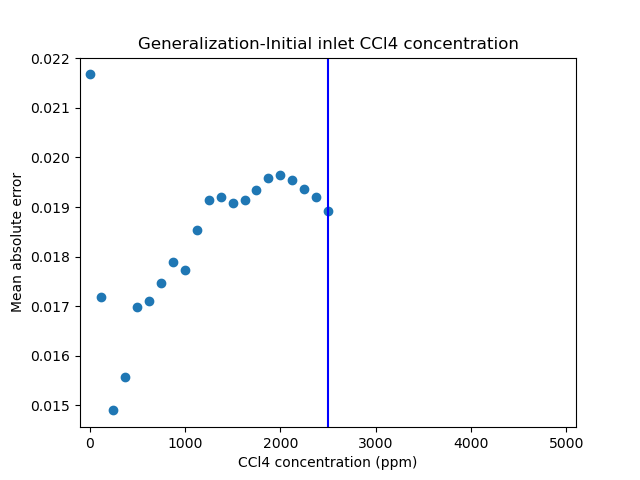 Generalization-Initial inlet CCl4 concentration
0.022
0.021
0.020
0.019
0.018
0.017
0.016
0.015
Mean absolute error
0 1000 2000 3000 4000 5000
CCl4 concentration (ppm)